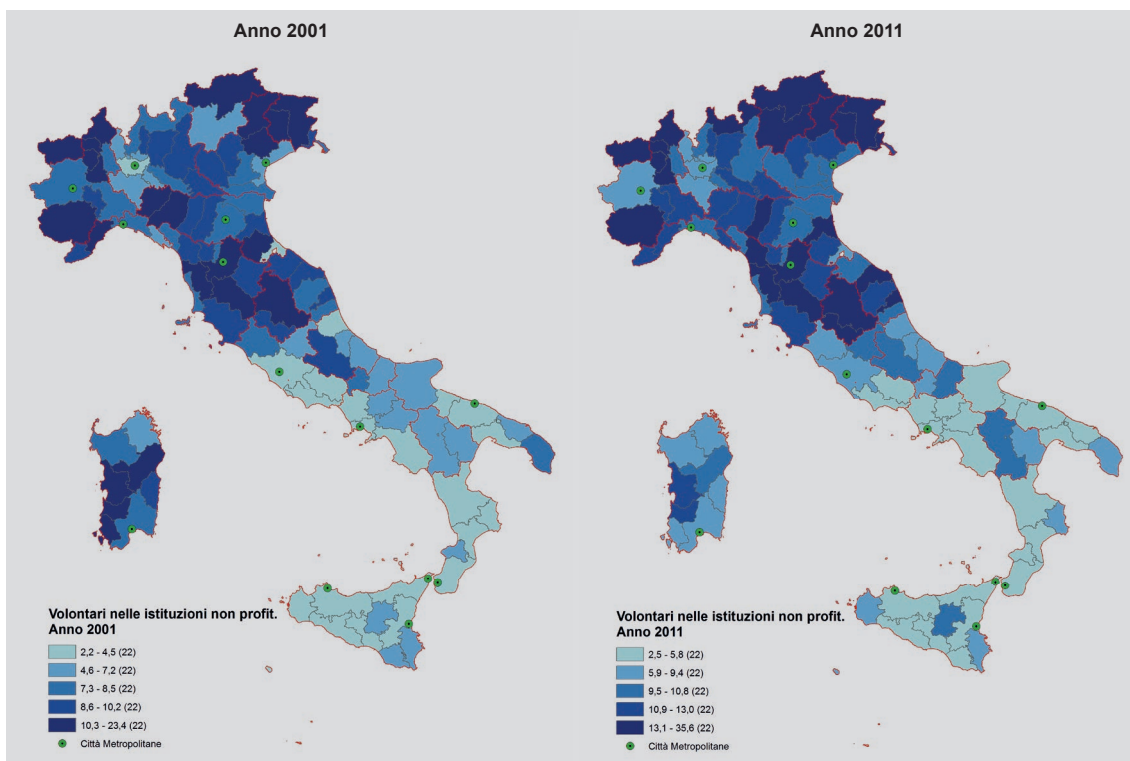 Anno 2001
Anno 2011
Volontari nelle istituzioni non profit.
Anno 2001
2,2 - 4,5 (22)
4,6 - 7,2 (22)
7,3 - 8,5 (22)
8,6 - 10,2 (22)
10,3 - 23,4 (22)
Città Metropolitane
Volontari nelle istituzioni non profit.
Anno 2011
2,5 - 5,8 (22)
5,9 - 9,4 (22)
9,5 - 10,8 (22)
10,9 - 13,0 (22)
13,1 - 35,6 (22)
Città Metropolitane